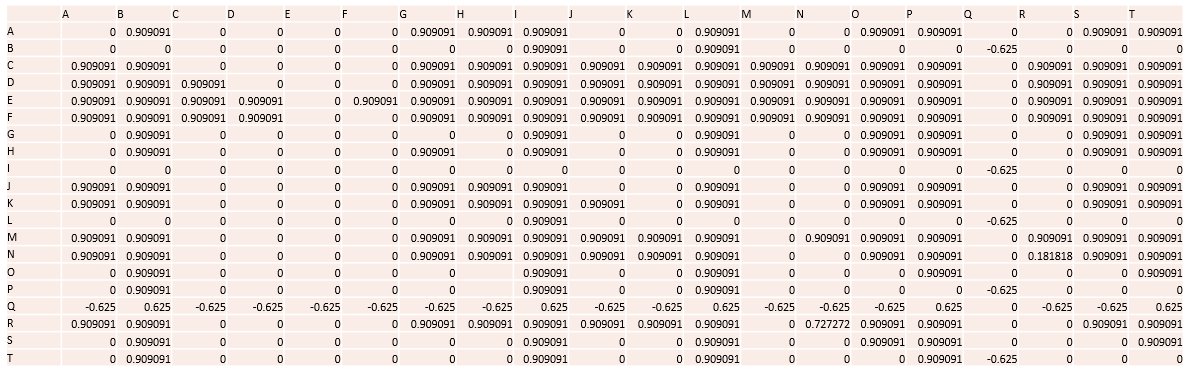 A B C D E F G H I J K L M N O P Q R S T
A 0 0.909091 0 0 0 0 0.909091 0.909091 0.909091 0 0 0.909091 0 0 0.909091 0.909091 0 0 0.909091 0.909091
B 0 0 0 0 0 0 0 0 0.909091 0 0 0.909091 0 0 0 0 -0.625 0 0 0
C 0.909091 0.909091 0 0 0 0 0.909091 0.909091 0.909091 0.909091 0.909091 0.909091 0.909091 0.909091 0.909091 0.909091 0 0.909091 0.909091 0.909091
D 0.909091 0.909091 0.909091 0 0 0 0.909091 0.909091 0.909091 0.909091 0.909091 0.909091 0.909091 0.909091 0.909091 0.909091 0 0.909091 0.909091 0.909091
E 0.909091 0.909091 0.909091 0.909091 0 0.909091 0.909091 0.909091 0.909091 0.909091 0.909091 0.909091 0.909091 0.909091 0.909091 0.909091 0 0.909091 0.909091 0.909091
F 0.909091 0.909091 0.909091 0.909091 0 0 0.909091 0.909091 0.909091 0.909091 0.909091 0.909091 0.909091 0.909091 0.909091 0.909091 0 0.909091 0.909091 0.909091
G 0 0.909091 0 0 0 0 0 0 0.909091 0 0 0.909091 0 0 0.909091 0.909091 0 0 0.909091 0.909091
H 0 0.909091 0 0 0 0 0.909091 0 0.909091 0 0 0.909091 0 0 0.909091 0.909091 0 0 0.909091 0.909091
I 0 0 0 0 0 0 0 0 0 0 0 0 0 0 0 0 -0.625 0 0 0
J 0.909091 0.909091 0 0 0 0 0.909091 0.909091 0.909091 0 0 0.909091 0 0 0.909091 0.909091 0 0 0.909091 0.909091
K 0.909091 0.909091 0 0 0 0 0.909091 0.909091 0.909091 0.909091 0 0.909091 0 0 0.909091 0.909091 0 0 0.909091 0.909091
L 0 0 0 0 0 0 0 0 0.909091 0 0 0 0 0 0 0 -0.625 0 0 0
M 0.909091 0.909091 0 0 0 0 0.909091 0.909091 0.909091 0.909091 0.909091 0.909091 0 0.909091 0.909091 0.909091 0 0.909091 0.909091 0.909091
N 0.909091 0.909091 0 0 0 0 0.909091 0.909091 0.909091 0.909091 0.909091 0.909091 0 0 0.909091 0.909091 0 0.181818 0.909091 0.909091
O 0 0.909091 0 0 0 0 0 0.909091 0 0 0.909091 0 0 0 0.909091 0 0 0 0.909091
P 0 0.909091 0 0 0 0 0 0 0.909091 0 0 0.909091 0 0 0 0 -0.625 0 0 0
Q -0.625 0.625 -0.625 -0.625 -0.625 -0.625 -0.625 -0.625 0.625 -0.625 -0.625 0.625 -0.625 -0.625 0.625 0.625 0 -0.625 -0.625 0.625
R 0.909091 0.909091 0 0 0 0 0.909091 0.909091 0.909091 0.909091 0.909091 0.909091 0 0.727272 0.909091 0.909091 0 0 0.909091 0.909091
S 0 0.909091 0 0 0 0 0 0 0.909091 0 0 0.909091 0 0 0.909091 0.909091 0 0 0 0.909091
T 0 0.909091 0 0 0 0 0 0 0.909091 0 0 0.909091 0 0 0 0.909091 -0.625 0 0 0